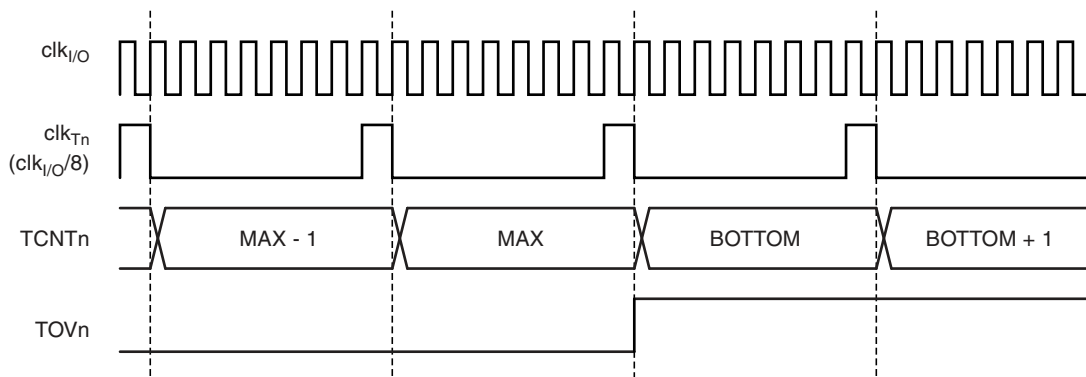 clkI/O
clkTn
(clkI/O/8)
TCNTn
MAX - 1
MAX
BOTTOM
BOTTOM + 1
TOVn